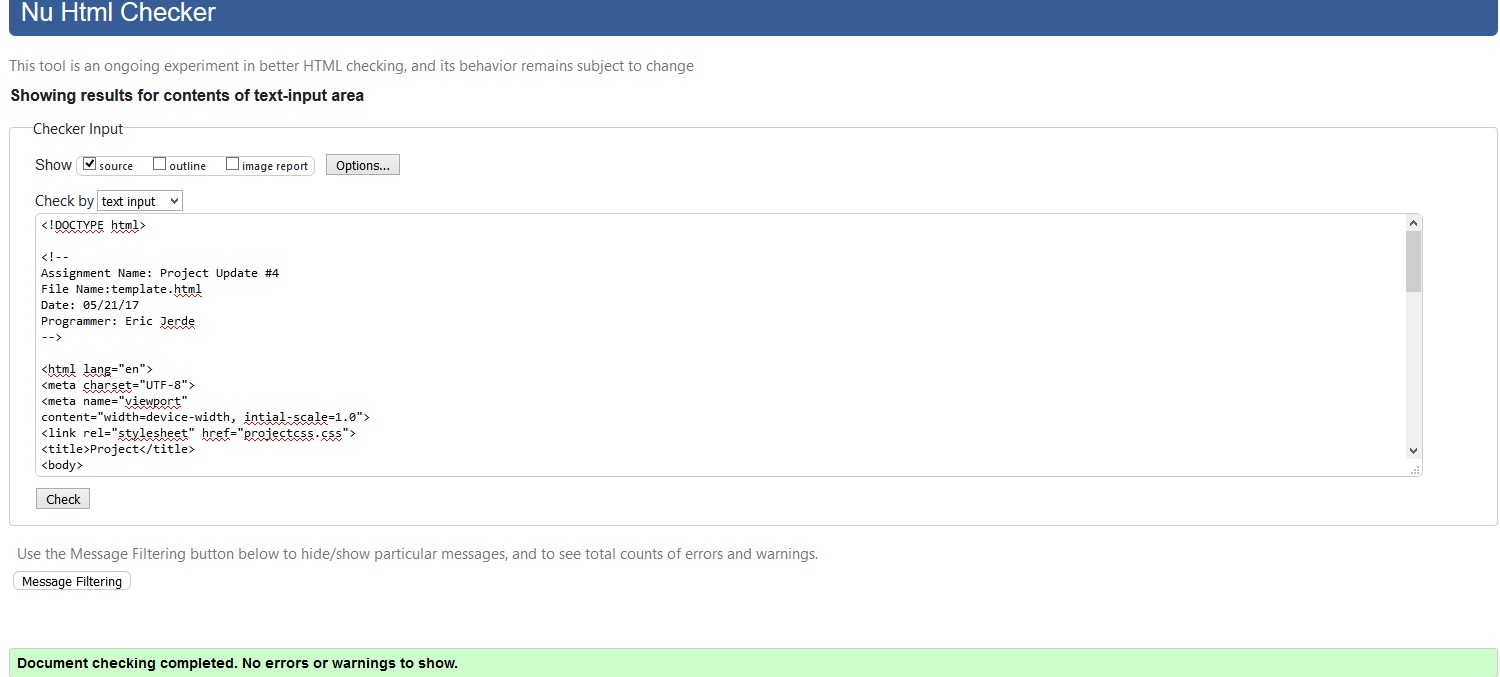 Nu Html Checker
This tool is an ongoing experiment in better HTML checking, and its behavior remains subject to change
Showing results for contents of text-input area
Checker Input
Show source outline image report Options...
Check by text input
<!DOCTYPE html>
<!--
Assignment Name: Project Update #4
File Name:template.html
Date: 05/21/17
Programmer: Eric Jerde
-->
<html lang="en">
<meta charset="UTF-8">
<meta name="viewport"
content="width=device-width, intial-scale=1.0">
<link rel="stylesheet" href="projectcss.css">
<title>Project</title>
<body>
Check
Use the Message Filtering button below to hide/show particular messages, and to see total counts of errors and warnings.
Message Filtering
Document checking completed. No errors or warnings to show.